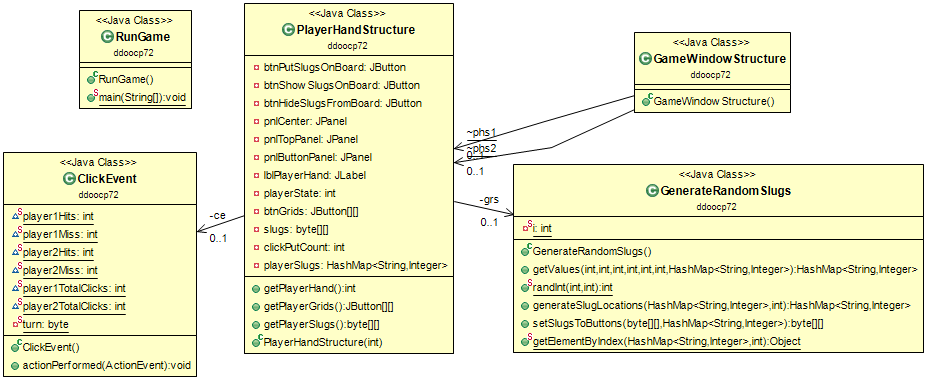 <<Java Class>>
RunGame
ddoocp72
RunGame()
main(String[]):void
<<Java Class>>
PlayerHandStructure
ddoocp72
btnPutSlugsOnBoard: JButton
btnShowSlugsOnBoard: JButton
btnHideSlugsFromBoard: JButton
pnlCenter: JPanel
pnlTopPanel: JPanel
pnlButtonPanel: JPanel
lblPlayerHand: JLabel
playerState: int
btnGrids: JButton[][]
slugs: byte[][]
clickPutCount: int
playerSlugs: HashMap<String,Integer>
getPlayerHand():int
getPlayerGrids():JButton[][]
getPlayerSlugs():byte[][]
PlayerHandStructure(int)
<<Java Class>>
GameWindowStructure
ddoocp72
GameWindowStructure()
~phs1
0..1
~phs2
0..1
<<Java Class>>
ClickEvent
ddoocp72
player1Hits: int
player1Miss: int
player2Hits: int
player2Miss: int
player1TotalClicks: int
player2TotalClicks: int
turn: byte
ClickEvent()
actionPerformed(ActionEvent):void
-ce
0..1
-grs
0..1
<<Java Class>>
GenerateRandomSlugs
ddoocp72
i: int
GenerateRandomSlugs()
getValues(int,int,int,int,int,int,HashMap<String,Integer>):HashMap<String,Integer>
randInt(int,int):int
generateSlugLocations(HashMap<String,Integer>,int):HashMap<String,Integer>
setSlugsToButtons(byte[][],HashMap<String,Integer>):byte[][]
getElementByIndex(HashMap<String,Integer>,int):Object